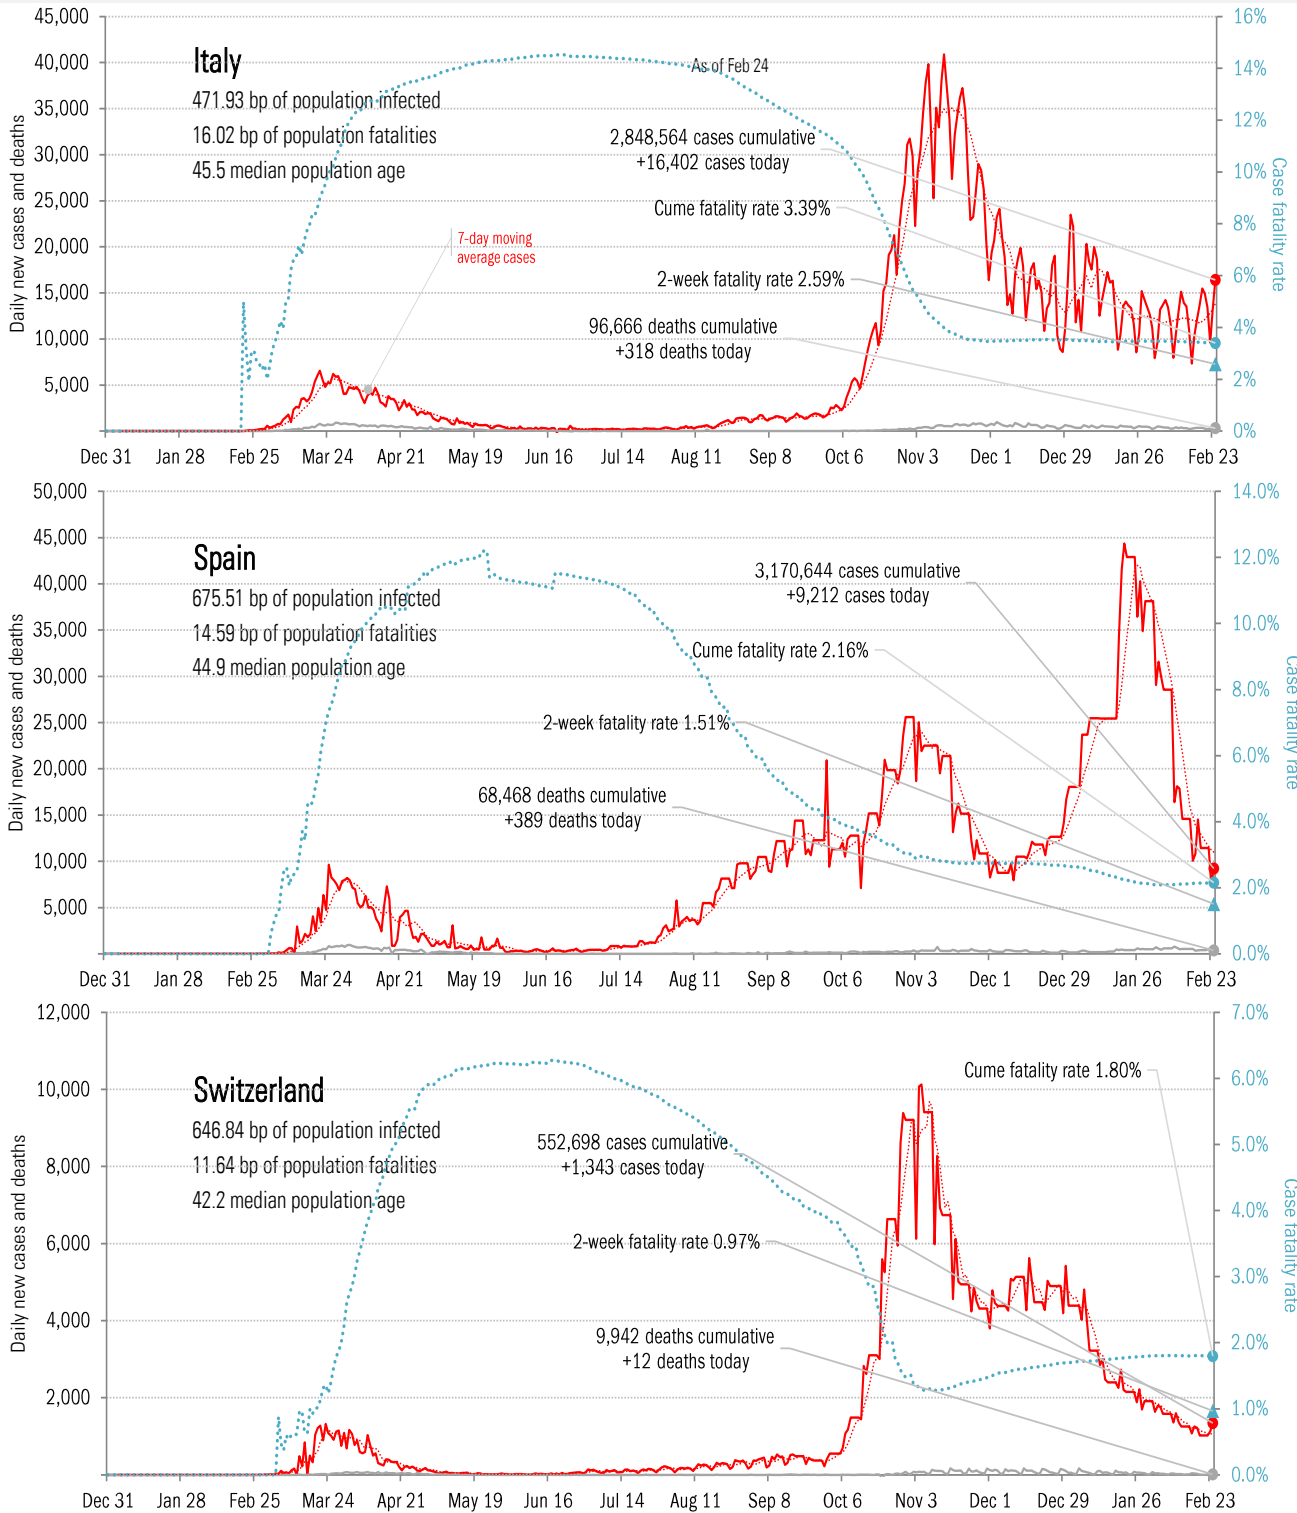 45,000
40,000
35,000
30,000
25,000
20,000
15,000
10,000
5,000
Daily new cases and deaths
Italy
471.93 bp of population infected
16.02 bp of population fatalities
45.5 median population age
7-day moving
average cases
As of Feb 24
2,848,564 cases cumulative
+16,402 cases today
Cume fatality rate 3.39%
2-week fatality rate 2.59%
96,666 deaths cumulative
+318 deaths today
16%
14%
12%
10%
8%
6%
4%
2%
0%
Case fatality rate
Dec 31 Jan 28 Feb 25 Mar 24 Apr 21 May 19 Jun 16 Jul 14 Aug 11 Sep 8 Oct 6 Nov 3 Dec 1 Dec 29 Jan 26 Feb 23
50,000
45,000
40,000
35,000
30,000
25,000
20,000
15,000
10,000
5,000
Daily new cases and deaths
Spain
675.51 bp of population infected
14.59 bp of population fatalities
44.9 median population age
3,170,644 cases cumulative
+9,212 cases today
Cume fatality rate 2.16%
2-week fatality rate 1.51%
68,468 deaths cumulative
+389 deaths today
14.0%
12.0%
10.0%
8.0%
6.0%
4.0%
2.0%
0.0%
Case fatality rate
Dec 31 Jan 28 Feb 25 Mar 24 Apr 21 May 19 Jun 16 Jul 14 Aug 11 Sep 8 Oct 6 Nov 3 Dec 1 Dec 29 Jan 26 Feb 23
12,000
10,000
8,000
6,000
4,000
2,000
Daily new cases and deaths
Switzerland
646.84 bp of population infected
11.64 bp of population fatalities
42.2 median population age
Cume fatality rate 1.80%
552,698 cases cumulative
+1,343 cases today
2-week fatality rate 0.97%
9,942 deaths cumulative
+12 deaths today
7.0%
6.0%
5.0%
4.0%
3.0%
2.0%
1.0%
0.0%
Case fatality rate
Dec 31 Jan 28 Feb 25 Mar 24 Apr 21 May 19 Jun 16 Jul 14 Aug 11 Sep 8 Oct 6 Nov 3 Dec 1 Dec 29 Jan 26 Feb 23